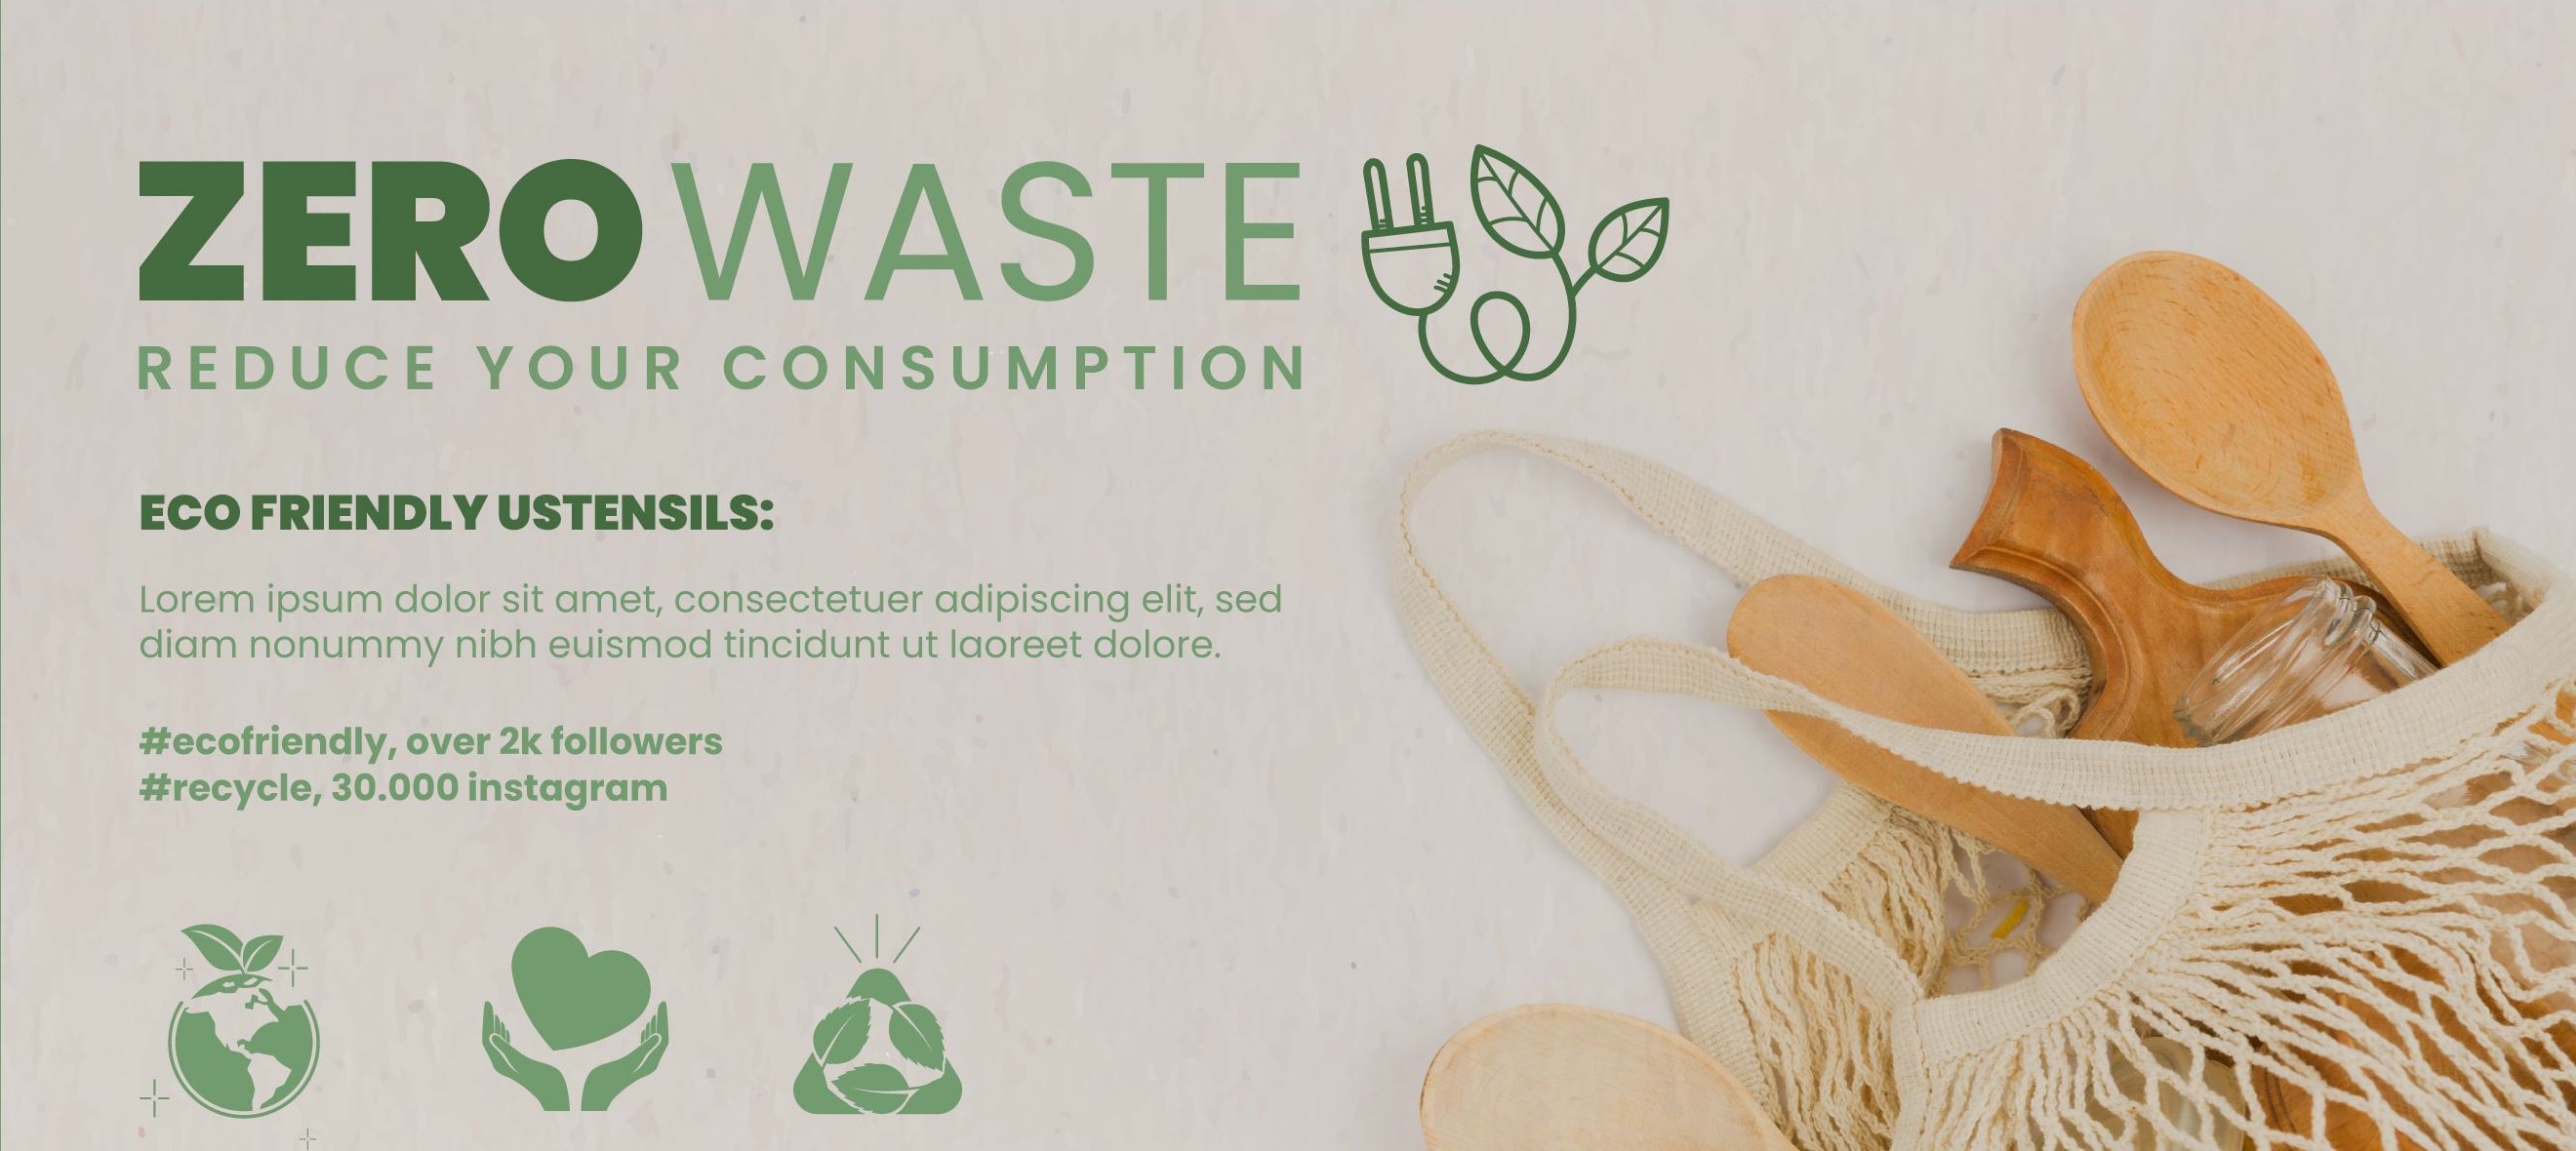 ZERO WASTE
REDUCE YOUR CONSUMPTION
ECO FRIENDLY USTENSILS:
Lorem ipsum dolor sit amet, consectetuer adipiscing elit, sed
diam nonummy nibh euismod tincidunt ut laoreet dolore.
#ecofriendly, over 2k followers
#recycle, 30.000 instagram